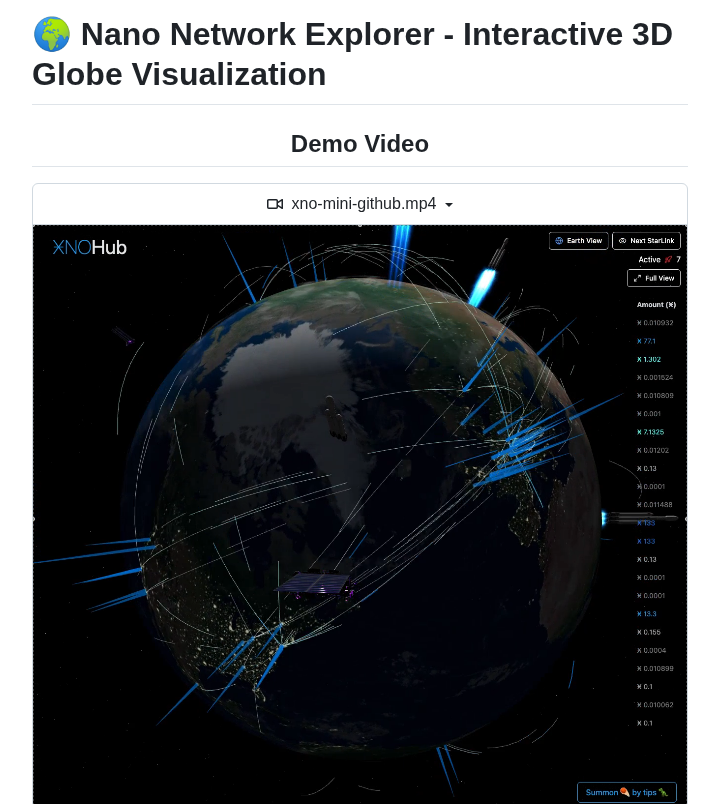 🌍 Nano Network Explorer - Interactive 3D
Globe Visualization
Demo Video
xno-mini-github.mp4
XNOHub
Earth View
Next StarLink
Active 🚀 7
Full View
Amount (Ӿ)
Ӿ 0.010932
Ӿ 77.1
Ӿ 1.302
Ӿ 0.001524
Ӿ 0.010809
Ӿ 0.001
Ӿ 7.1325
Ӿ 0.01202
Ӿ 0.13
Ӿ 0.0001
Ӿ 0.011488
Ӿ 133
Ӿ 133
Ӿ 0.13
Ӿ 0.0001
Ӿ 0.0001
Ӿ 13.3
Ӿ 0.155
Ӿ 0.0004
Ӿ 0.010898
Ӿ 0.1
Ӿ 0.010062
Ӿ 0.1
Summon ☄️ by tips 🦖